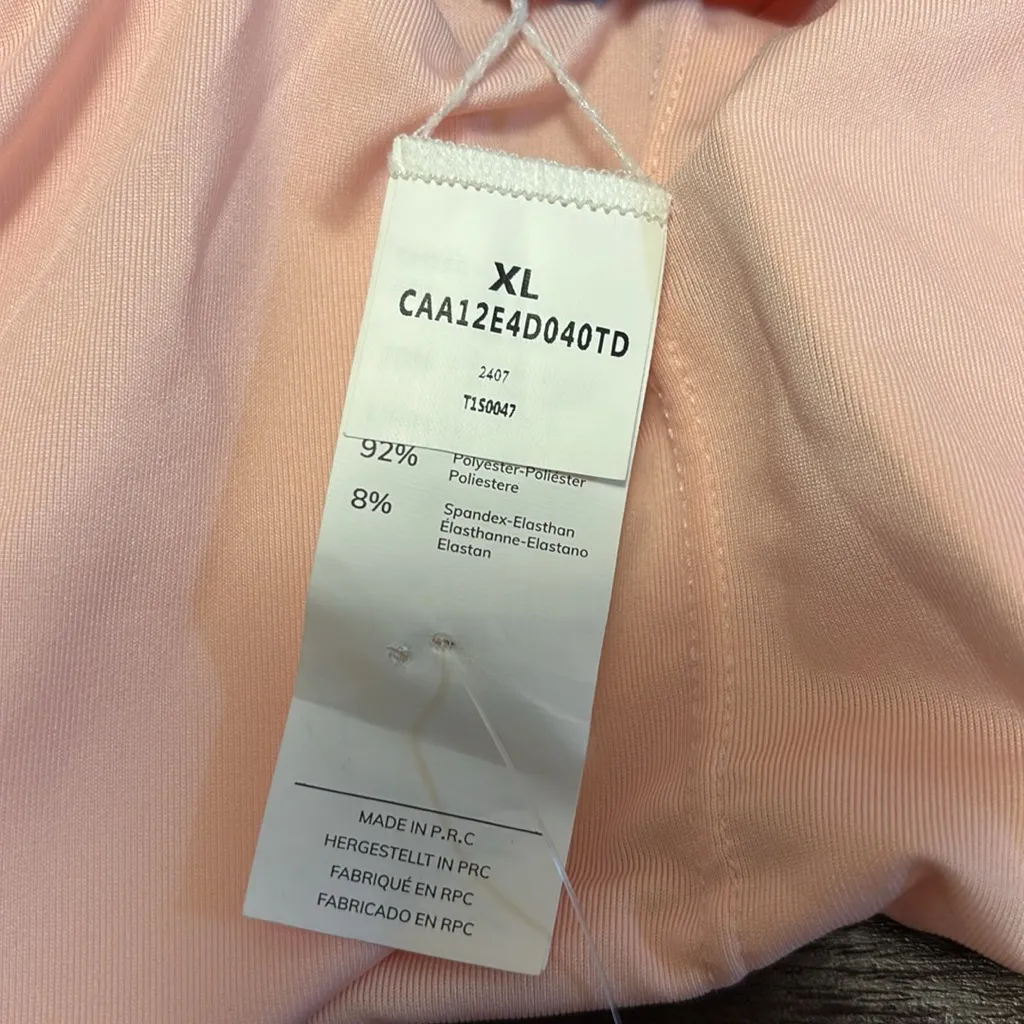 XL
CAA12E4D040TD
2407
T1S0047
92% Polyester-Poliéster
Poliestere
8% Spandex-Elasthan
Élasthanne-Elastano
Elastan
MADE IN P.R.C
HERGESTELLT IN PRC
FABRIQUÉ EN RPC
FABRICADO EN RPC